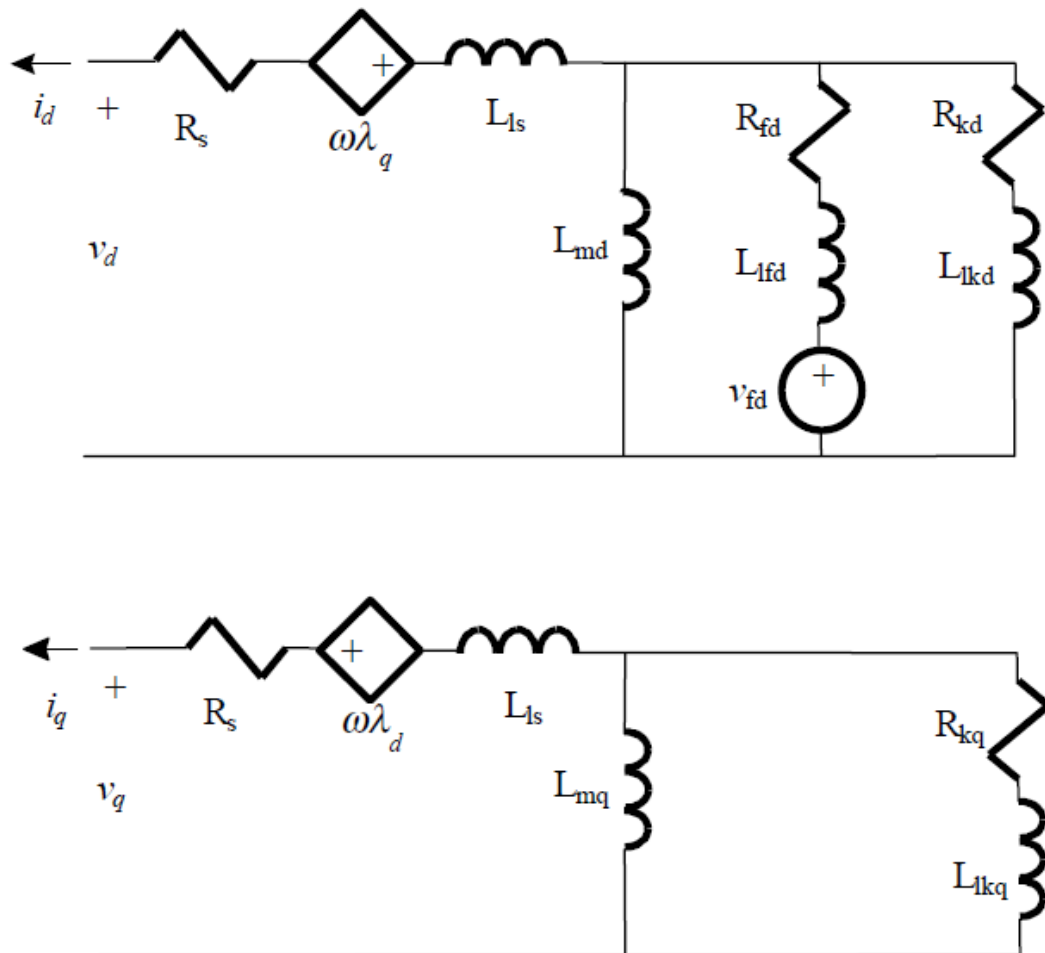 i_d + R_s + L_ls R_fd R_kd
ωλ_q
v_d L_md L_lfd L_lkd
v_fd +
i_q + R_s + L_ls R_kq
ωλ_d
v_q L_mq
L_lkq